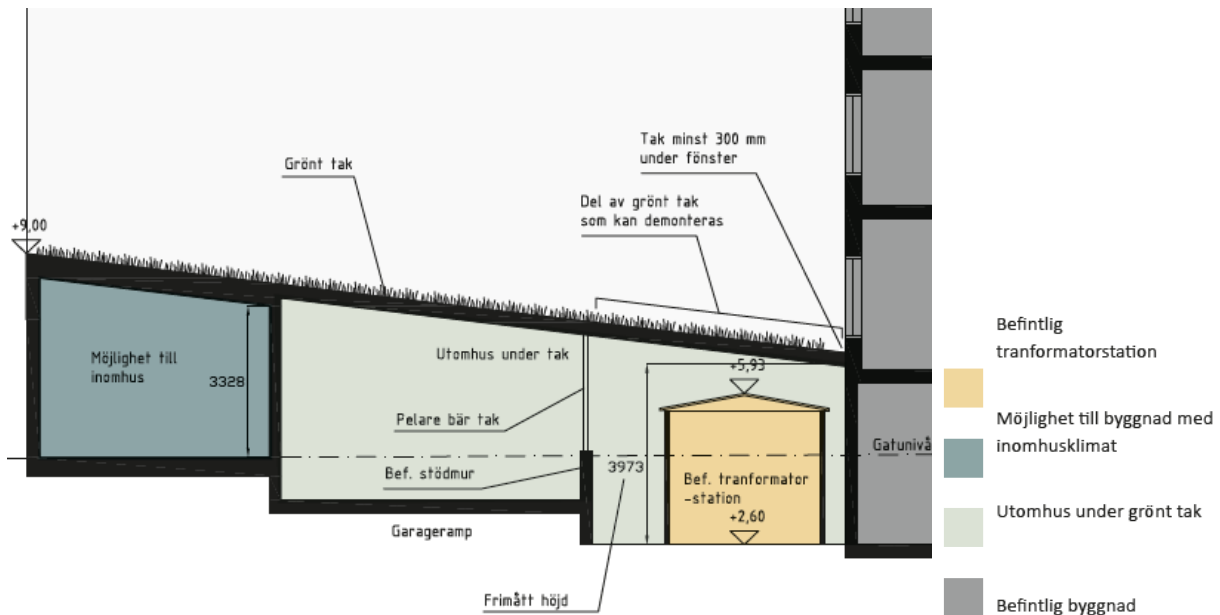 Tak minst 300 mm
under fönster
Grönt tak
Del av grönt tak
som kan demonteras
+9,00
Möjlighet till
inomhus
3328
Utomhus under tak
+5,93
Pelare bär tak
Gatunivå
Bef. stödmur
3973
Bef. tranformator
-station
+2,60
Garageramp
Frimått höjd
Befintlig
tranformatorstation
Möjlighet till byggnad med
inomhusklimat
Utomhus under grönt tak
Befintlig byggnad